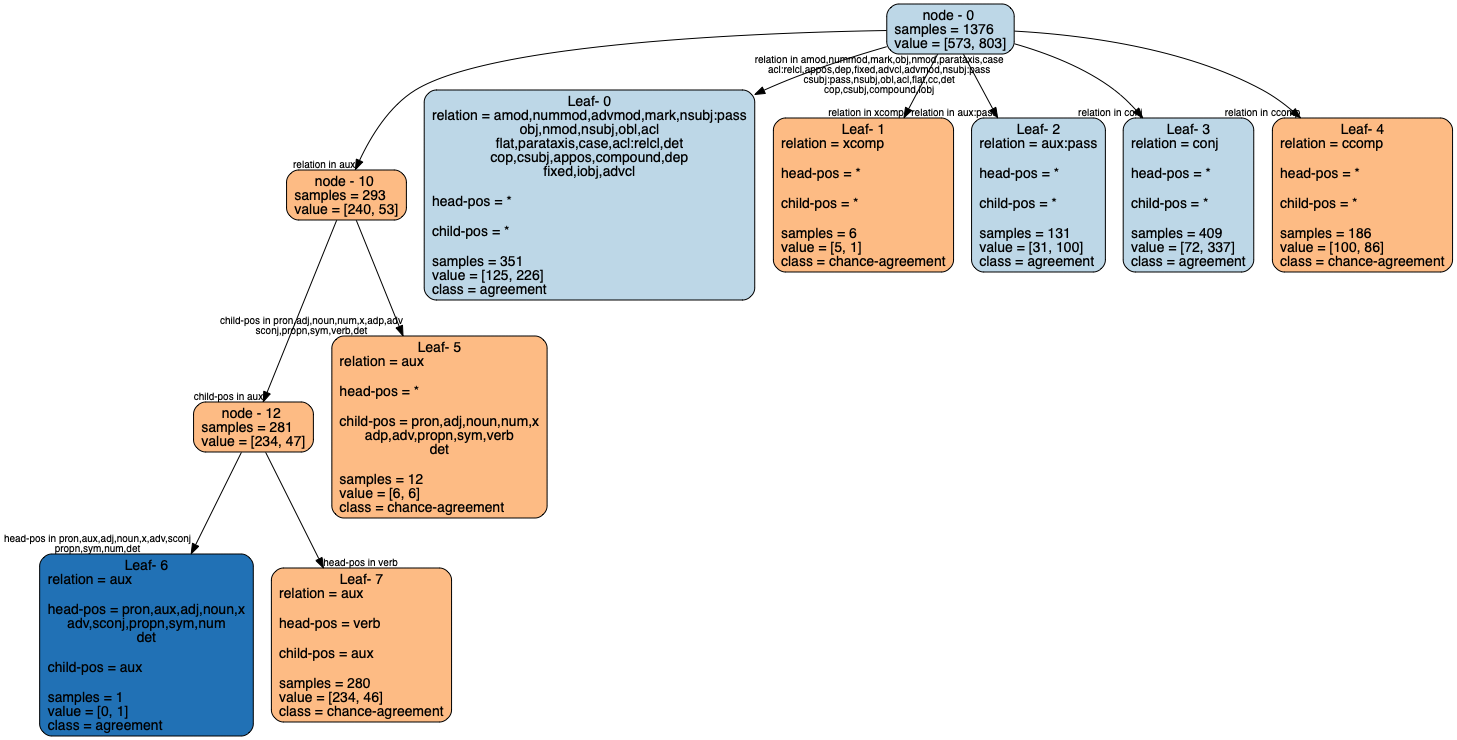 node - 0
samples = 1376
value = [573, 803]
relation in amod,nummod,mark,obj,nmod,parataxis,case
acl:relcl,appos,dep,fixed,advcl,advmod,nsubj:pass
csubj:pass,nsubj,obl,acl,flat,cc,det
cop,csubj,compound,iobj
Leaf- 0
relation = amod,nummod,advmod,mark,nsubj:pass
obj,nmod,nsubj,obl,acl
flat,parataxis,case,acl:relcl,det
cop,csubj,appos,compound,dep
fixed,iobj,advcl
head-pos = *
child-pos = *
samples = 351
value = [125, 226]
class = agreement
relation in xcomp
Leaf- 1
relation = xcomp
head-pos = *
child-pos = *
samples = 6
value = [5, 1]
class = chance-agreement
relation in aux:pass
Leaf- 2
relation = aux:pass
head-pos = *
child-pos = *
samples = 131
value = [31, 100]
class = agreement
relation in conj
Leaf- 3
relation = conj
head-pos = *
child-pos = *
samples = 409
value = [72, 337]
class = agreement
relation in ccomp
Leaf- 4
relation = ccomp
head-pos = *
child-pos = *
samples = 186
value = [100, 86]
class = chance-agreement
relation in aux
node - 10
samples = 293
value = [240, 53]
child-pos in pron,adj,noun,num,x,adp,adv
sconj,propn,sym,verb,det
Leaf- 5
relation = aux
head-pos = *
child-pos = pron,adj,noun,num,x
adp,adv,propn,sym,verb
det
samples = 12
value = [6, 6]
class = chance-agreement
child-pos in aux
node - 12
samples = 281
value = [234, 47]
head-pos in pron,aux,adj,noun,x,adv,sconj
propn,sym,num,det
Leaf- 6
relation = aux
head-pos = pron,aux,adj,noun,x
adv,sconj,propn,sym,num
det
child-pos = aux
samples = 1
value = [0, 1]
class = agreement
head-pos in verb
Leaf- 7
relation = aux
head-pos = verb
child-pos = aux
samples = 280
value = [234, 46]
class = chance-agreement